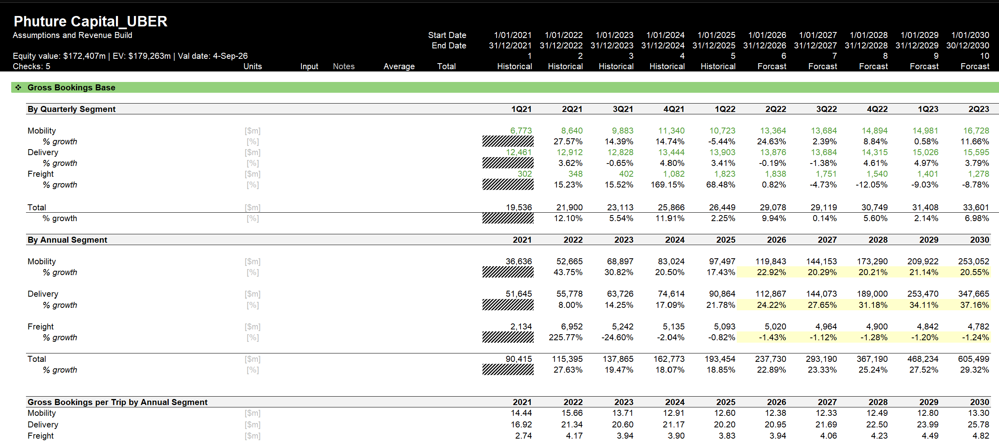 Phuture Capital_UBER
Assumptions and Revenue Build Start Date 1/01/2021 1/01/2022 1/01/2023 1/01/2024 1/01/2025 1/01/2026 1/01/2027 1/01/2028 1/01/2029 1/01/2030
End Date 31/12/2021 31/12/2022 31/12/2023 31/12/2024 31/12/2025 31/12/2026 31/12/2027 31/12/2028 31/12/2029 30/12/2030
Equity value: $172,407m | EV: $179,263m | Val date: 4-Sep-26 1 2 3 4 5 6 7 8 9 10
Checks: 5 Units Input Notes Average Total Historical Historical Historical Historical Historical Forcast Forcast Forcast Forcast Forcast
❖ Gross Bookings Base
By Quarterly Segment 1Q21 2Q21 3Q21 4Q21 1Q22 2Q22 3Q22 4Q22 1Q23 2Q23
Mobility [$m] 6,773 8,640 9,883 11,340 10,723 13,364 13,684 14,894 14,981 16,728
% growth [%] 27.57% 14.39% 14.74% -5.44% 24.63% 2.39% 8.84% 0.58% 11.66%
Delivery [$m] 12,461 12,912 12,828 13,444 13,903 13,876 13,684 14,315 15,026 15,595
% growth [%] 3.62% -0.65% 4.80% 3.41% -0.19% -1.38% 4.61% 4.97% 3.79%
Freight [$m] 302 348 402 1,082 1,823 1,838 1,751 1,540 1,401 1,278
% growth [%] 15.23% 15.52% 169.15% 68.48% 0.82% -4.73% -12.05% -9.03% -8.78%
Total [$m] 19,536 21,900 23,113 25,866 26,449 29,078 29,119 30,749 31,408 33,601
% growth [%] 12.10% 5.54% 11.91% 2.25% 9.94% 0.14% 5.60% 2.14% 6.98%
By Annual Segment 2021 2022 2023 2024 2025 2026 2027 2028 2029 2030
Mobility [$m] 36,636 52,665 68,897 83,024 97,497 119,843 144,153 173,290 209,922 253,052
% growth [%] 43.75% 30.82% 20.50% 17.43% 22.92% 20.29% 20.21% 21.14% 20.55%
Delivery [$m] 51,645 55,778 63,726 74,614 90,864 112,867 144,073 189,000 253,470 347,665
% growth [%] 8.00% 14.25% 17.09% 21.78% 24.22% 27.65% 31.18% 34.11% 37.16%
Freight [$m] 2,134 6,952 5,242 5,135 5,093 5,020 4,964 4,900 4,842 4,782
% growth [%] 225.77% -24.60% -2.04% -0.82% -1.43% -1.12% -1.28% -1.20% -1.24%
Total [$m] 90,415 115,395 137,865 162,773 193,454 237,730 293,190 367,190 468,234 605,499
% growth [%] 27.63% 19.47% 18.07% 18.85% 22.89% 23.33% 25.24% 27.52% 29.32%
Gross Bookings per Trip by Annual Segment 2021 2022 2023 2024 2025 2026 2027 2028 2029 2030
Mobility [$m] 14.44 15.66 13.71 12.91 12.60 12.38 12.33 12.49 12.80 13.30
Delivery [$m] 16.92 21.34 20.60 21.17 20.20 20.95 21.69 22.50 23.99 25.78
Freight [$m] 2.74 4.17 3.94 3.90 3.83 3.94 4.06 4.23 4.49 4.82